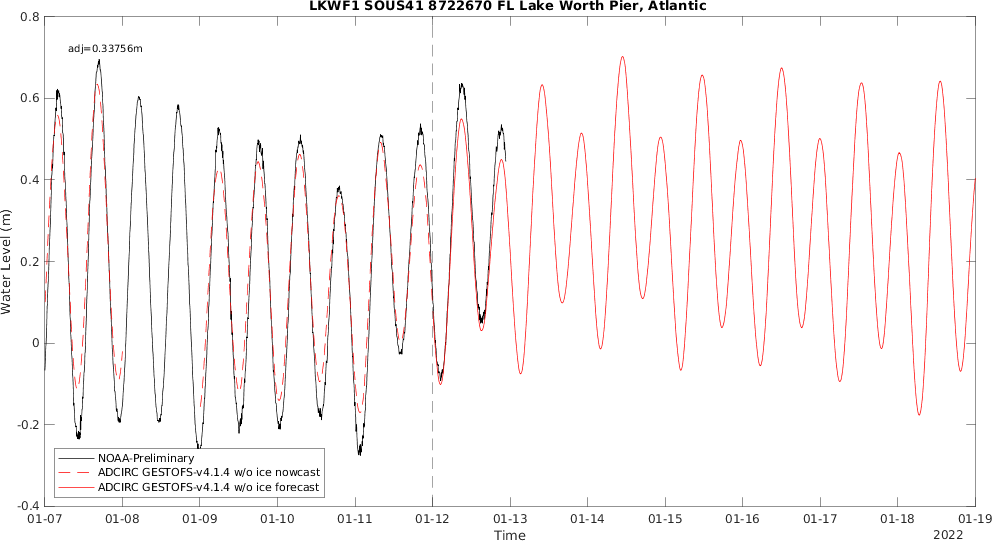 LKWF1 SOUS41 8722670 FL Lake Worth Pier, Atlantic
adj=0.33756m
0.8
0.6
0.4
0.2
0
-0.2
-0.4
Water Level (m)
NOAA-Preliminary
ADCIRC GESTOFS-v4.1.4 w/o ice nowcast
ADCIRC GESTOFS-v4.1.4 w/o ice forecast
01-07 01-08 01-09 01-10 01-11 01-12 01-13 01-14 01-15 01-16 01-17 01-18 01-19
Time
2022